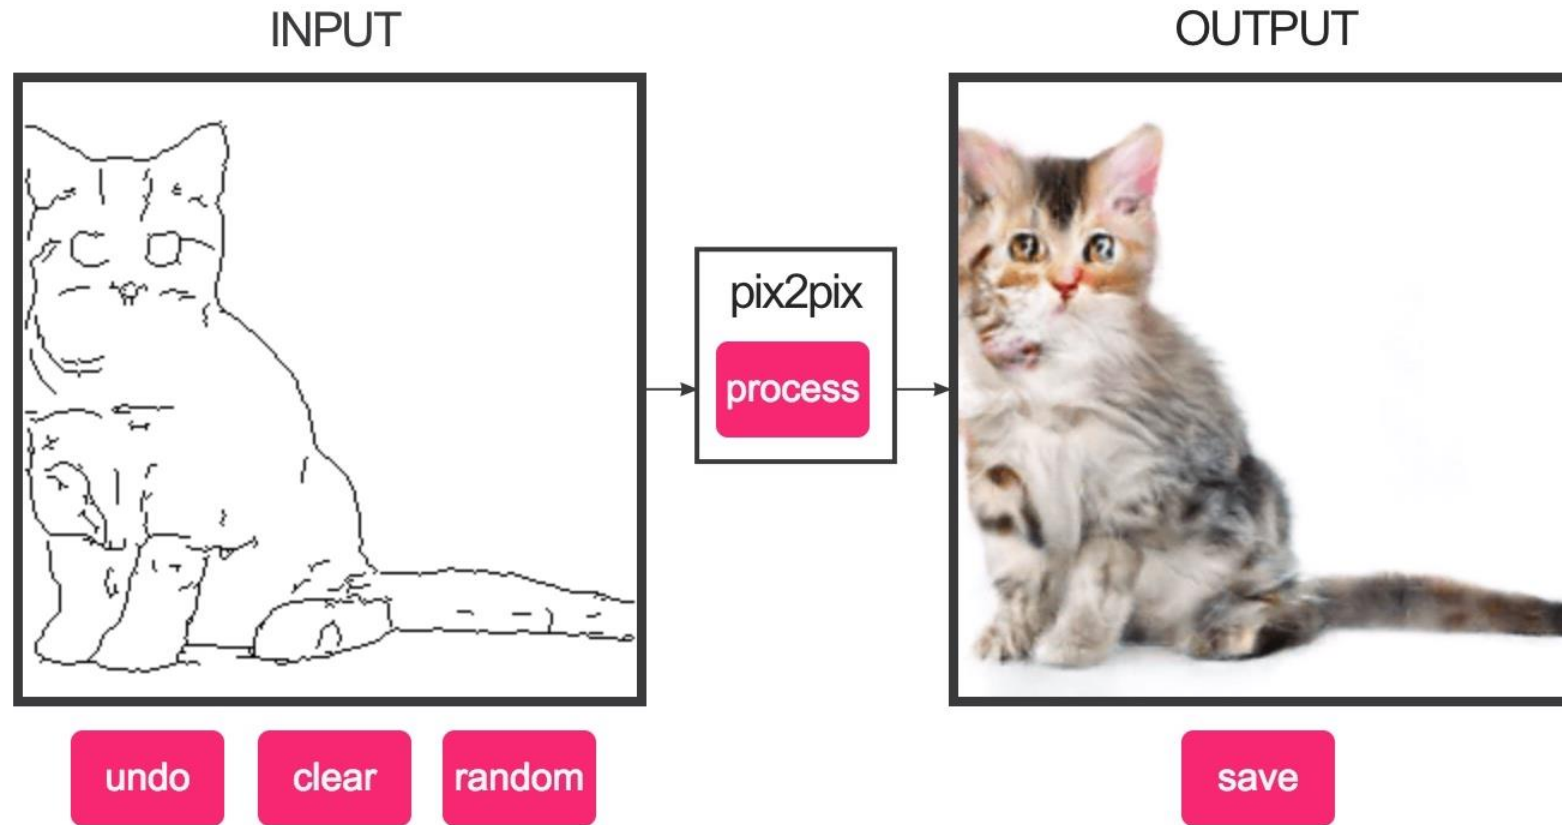 INPUT
OUTPUT
pix2pix
process
undo
clear
random
save